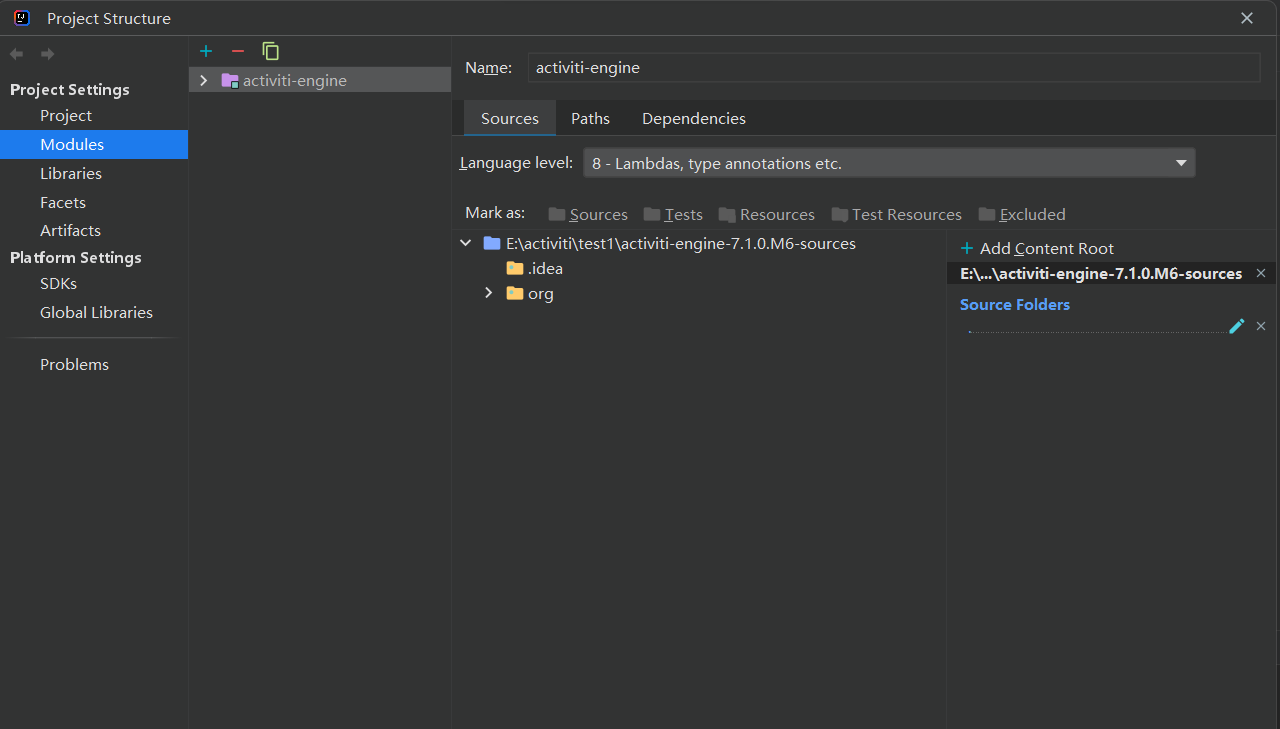 Project Structure
Project Settings
Project
Modules
Libraries
Facets
Artifacts
Platform Settings
SDKs
Global Libraries
Problems
activiti-engine
Name: activiti-engine
Sources Paths Dependencies
Language level: 8 - Lambdas, type annotations etc.
Mark as: Sources Tests Resources Test Resources Excluded
E:\activiti\test1\activiti-engine-7.1.0.M6-sources
.idea
org
Add Content Root
E:\...\activiti-engine-7.1.0.M6-sources
Source Folders
.